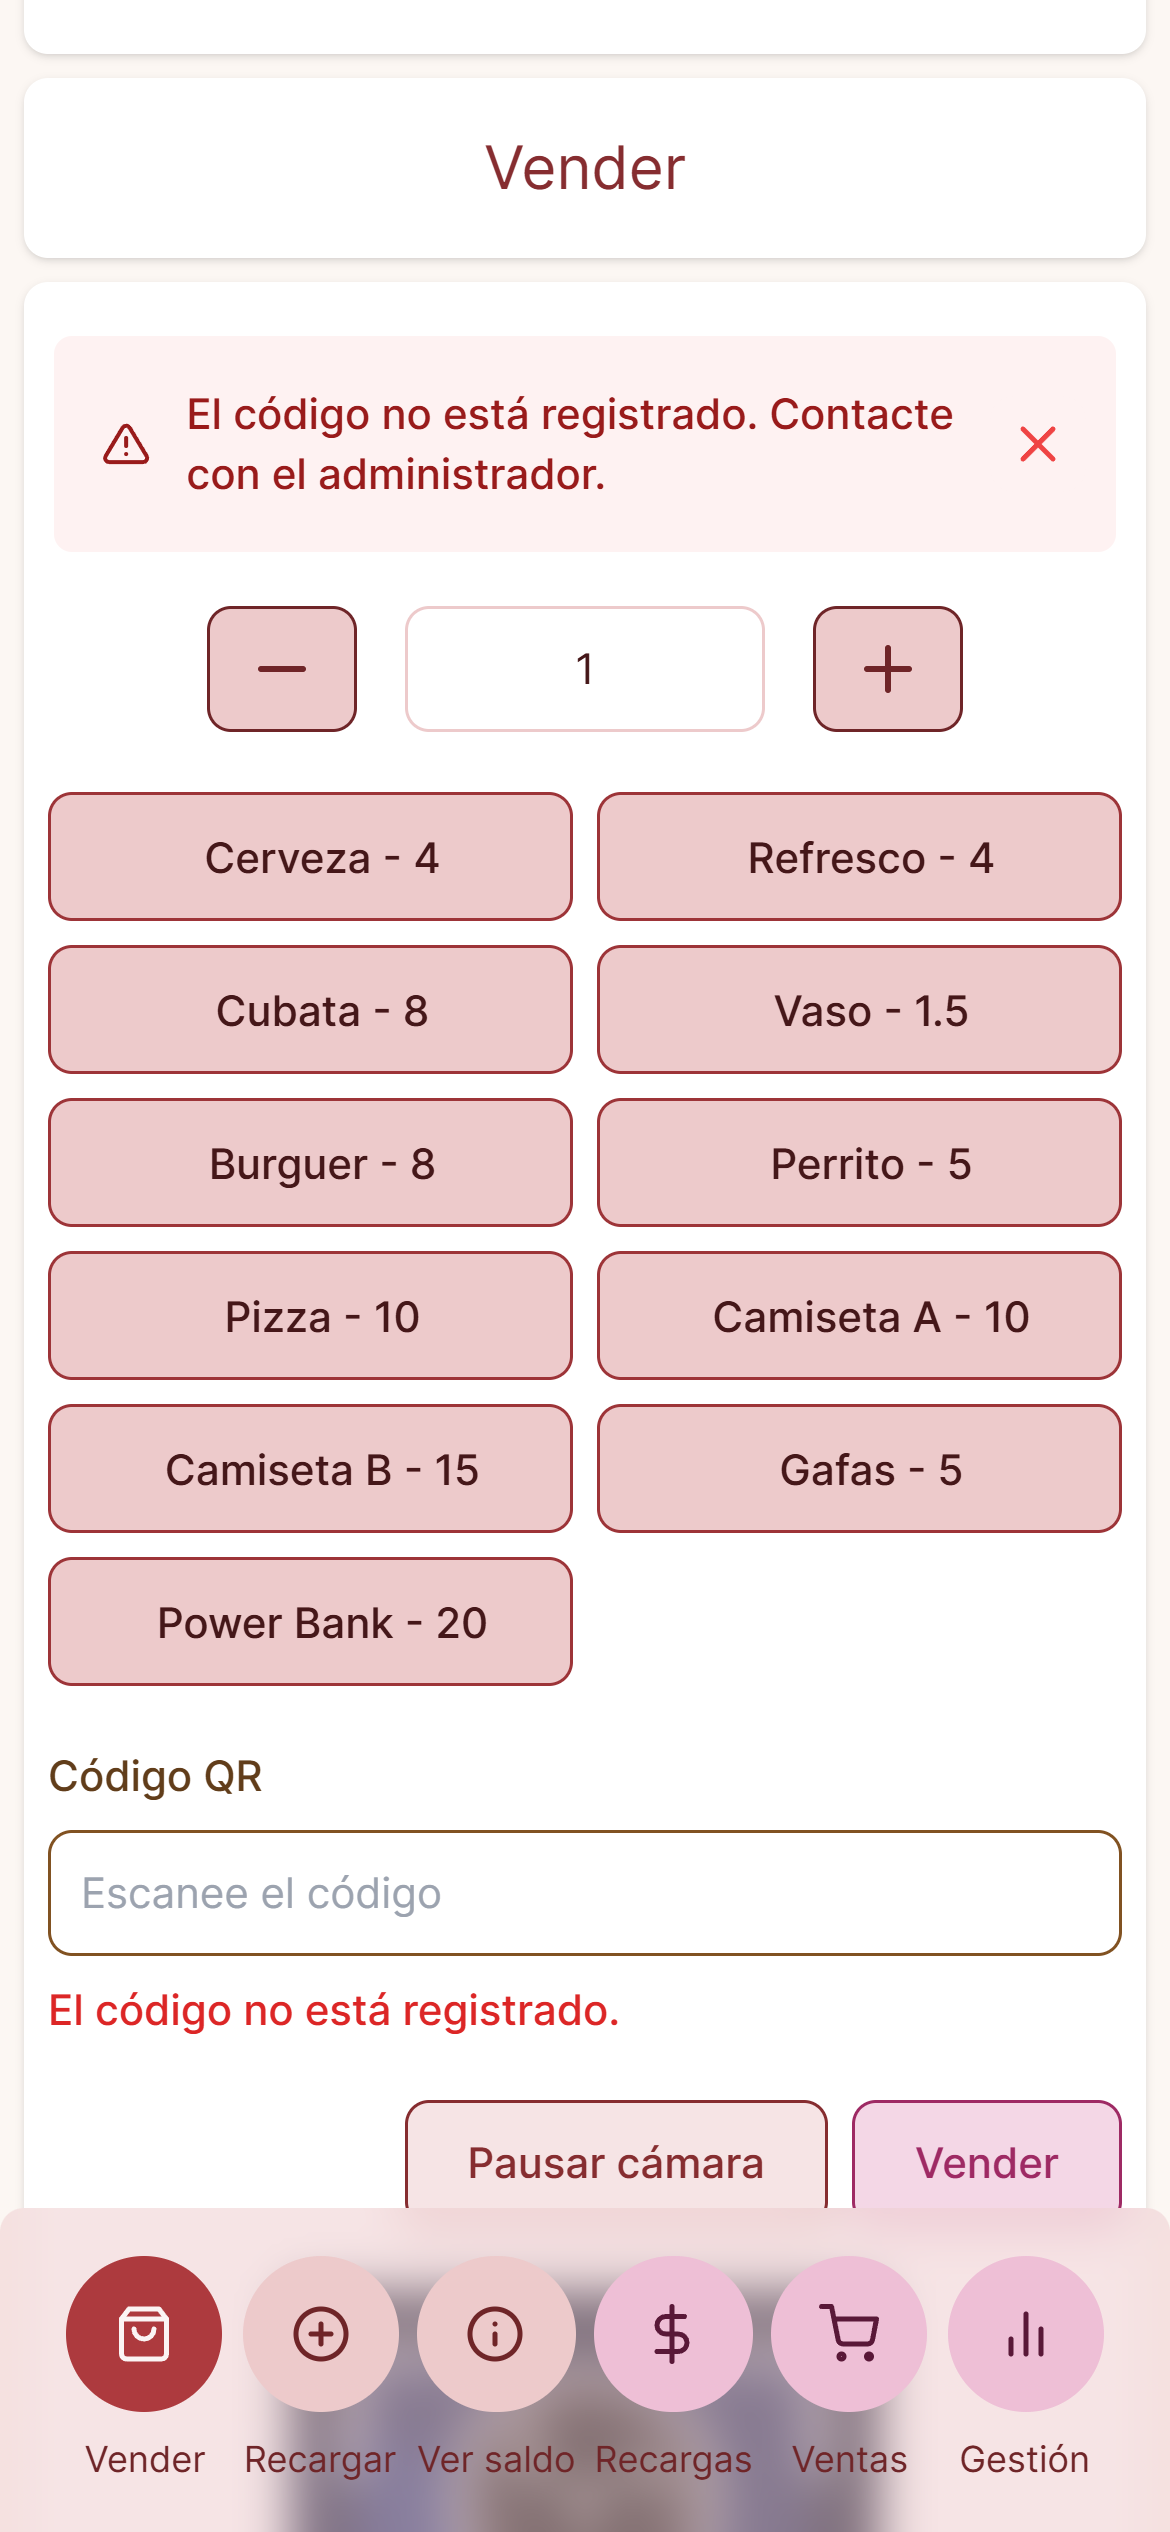 Vender
El código no está registrado. Contacte
con el administrador.
1
Cerveza - 4
Refresco - 4
Cubata - 8
Vaso - 1.5
Burguer - 8
Perrito - 5
Pizza - 10
Camiseta A - 10
Camiseta B - 15
Gafas - 5
Power Bank - 20
Código QR
Escanee el código
El código no está registrado.
Pausar cámara
Vender
Vender
Recargar
Ver saldo
Recargas
Ventas
Gestión